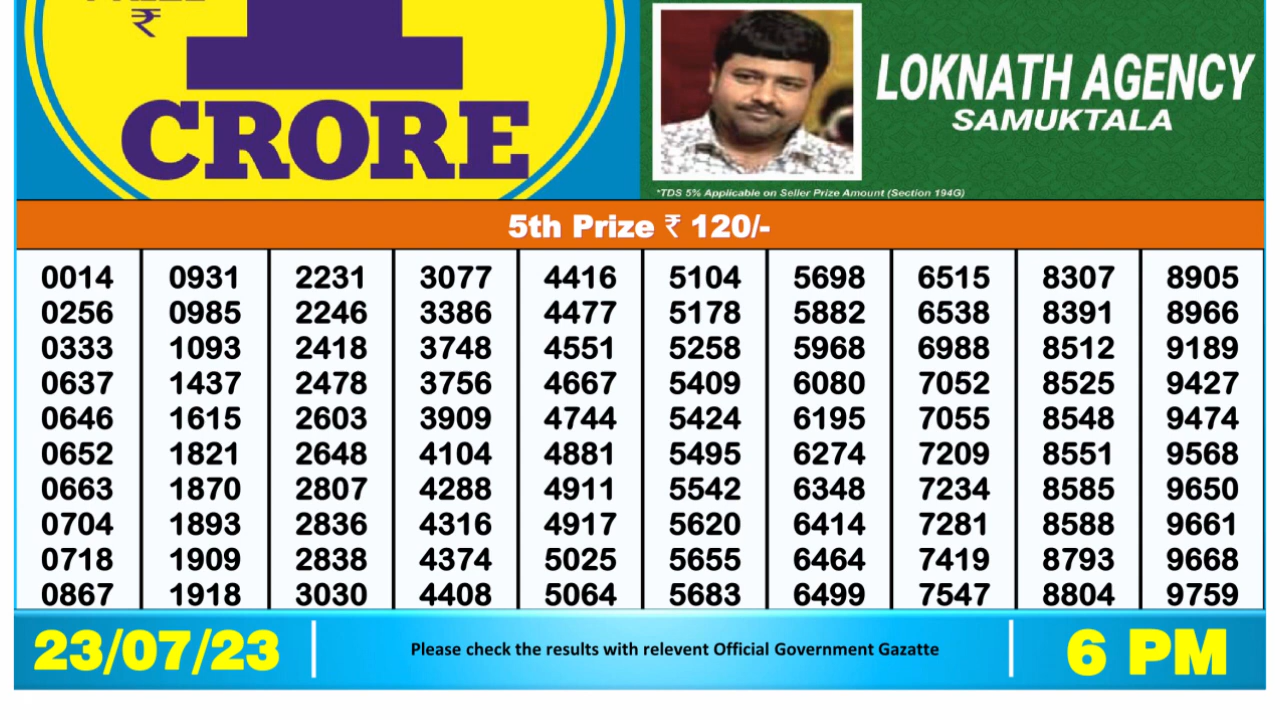 ₹
CRORE
LOKNATH AGENCY
SAMUKTALA
*TDS 5% Applicable on Seller Prize Amount (Section 194G)
5th Prize ₹ 120/-
0014 0931 2231 3077 4416 5104 5698 6515 8307 8905
0256 0985 2246 3386 4477 5178 5882 6538 8391 8966
0333 1093 2418 3748 4551 5258 5968 6988 8512 9189
0637 1437 2478 3756 4667 5409 6080 7052 8525 9427
0646 1615 2603 3909 4744 5424 6195 7055 8548 9474
0652 1821 2648 4104 4881 5495 6274 7209 8551 9568
0663 1870 2807 4288 4911 5542 6348 7234 8585 9650
0704 1893 2836 4316 4917 5620 6414 7281 8588 9661
0718 1909 2838 4374 5025 5655 6464 7419 8793 9668
0867 1918 3030 4408 5064 5683 6499 7547 8804 9759
23/07/23
Please check the results with relevent Official Government Gazatte
6 PM